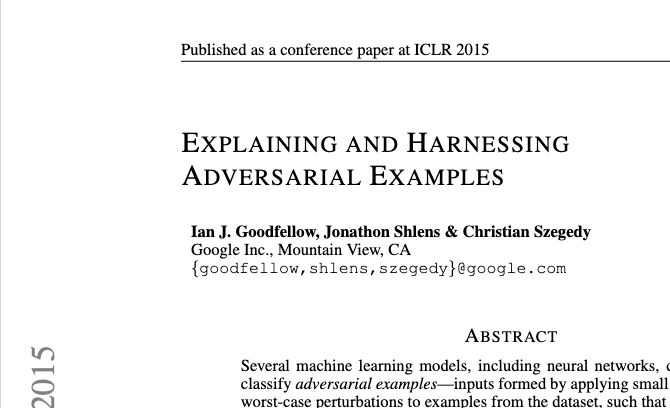 Published as a conference paper at ICLR 2015
EXPLAINING AND HARNESSING
ADVERSARIAL EXAMPLES
Ian J. Goodfellow, Jonathon Shlens & Christian Szegedy
Google Inc., Mountain View, CA
{goodfellow,shlens,szegedy}@google.com
ABSTRACT
Several machine learning models, including neural networks,
classify adversarial examples—inputs formed by applying small
worst-case perturbations to examples from the dataset, such that
2015